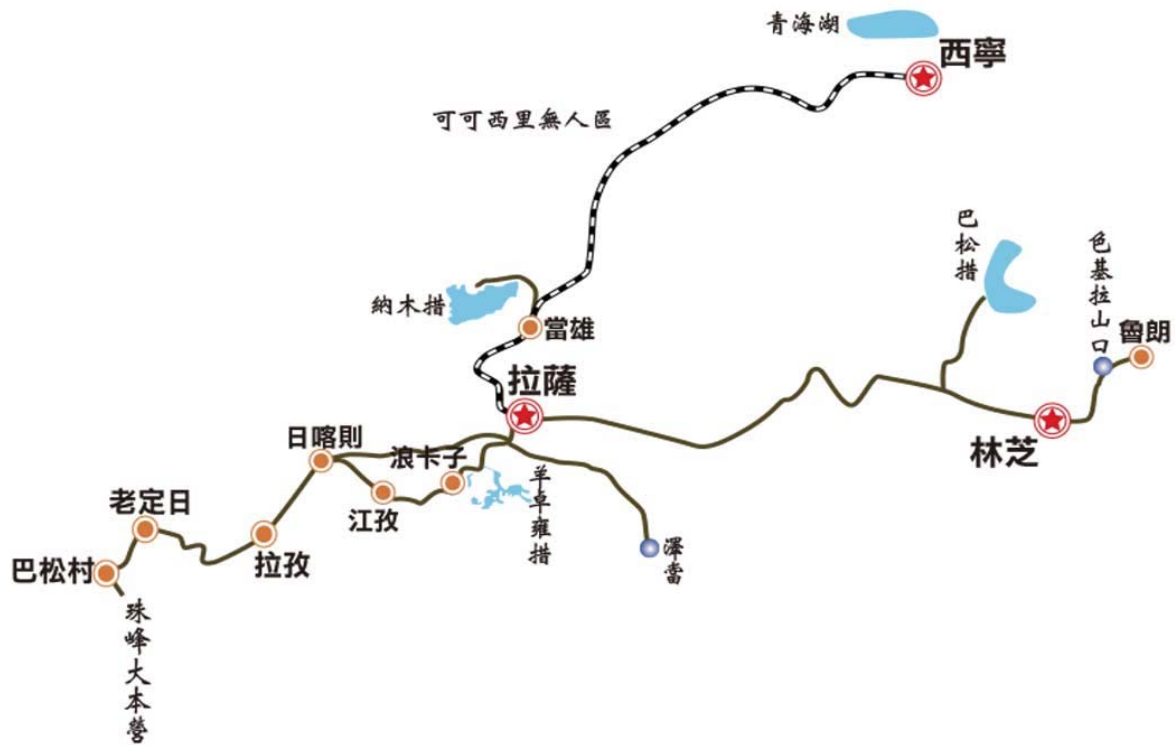 青海湖
西寧
可可西里無人區
巴松措
色基拉山口
納木措
當雄
魯朗
拉薩
林芝
日喀則
浪卡子
羊卓雍措
江孜
老定日
拉孜
澤當
巴松村
珠峰大本營